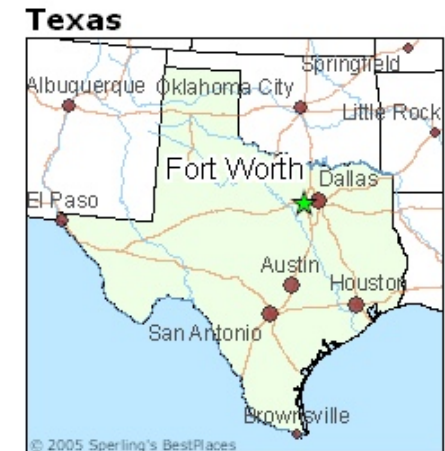 Texas
Springfield
Albuquerque
Oklahoma City
Little Rock
Fort Worth
Dallas
El Paso
Austin
Houston
San Antonio
Brownsville
© 2005 Sperling's BestPlaces